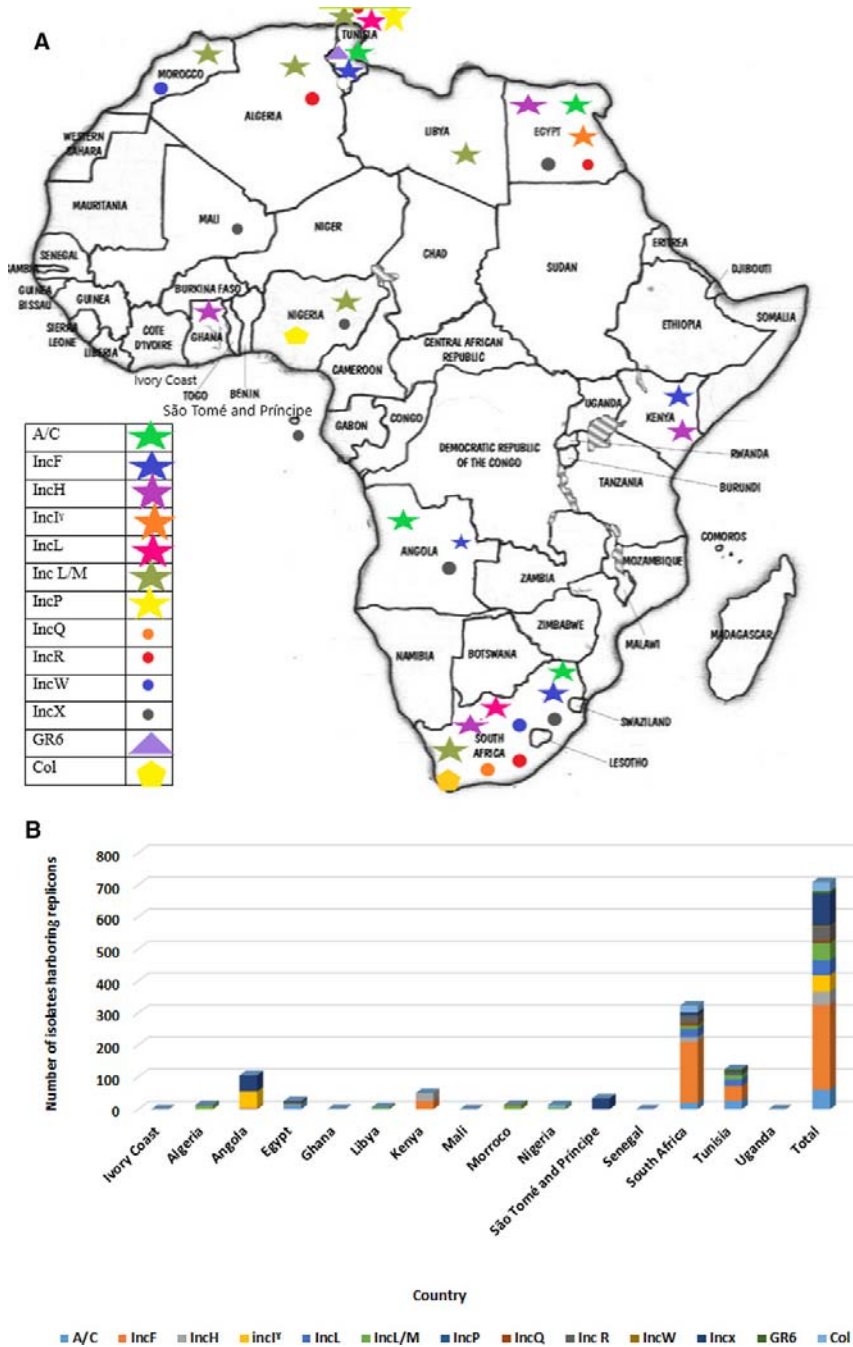 A
TUNISIA
MOROCCO
ALGERIA
LIBYA
EGYPT
WESTERN
SAHARA
MAURITANIA
MALI
NIGER
CHAD
SUDAN
ERITREA
DJIBOUTI
SENEGAL
GUINEA
BISSAU
GUINEA
BURKINA FASO
NIGERIA
ETHIOPIA
SOMALIA
SIERRA
LEONE
LIBERIA
COTE
D'IVOIRE
GHANA
CENTRAL AFRICAN
REPUBLIC
CAMEROON
Ivory Coast
TOGO
BENIN
São Tomé and Príncipe
GABON
CONGO
UGANDA
KENYA
DEMOCRATIC REPUBLIC
OF THE CONGO
RWANDA
BURUNDI
TANZANIA
COMOROS
ANGOLA
ZAMBIA
MOZAMBIQUE
MALAWI
ZIMBABWE
MADAGASCAR
NAMIBIA
BOTSWANA
SWAZILAND
SOUTH
AFRICA
LESOTHO
A/C
IncF
IncH
IncIᵞ
IncL
Inc L/M
IncP
IncQ
IncR
IncW
IncX
GR6
Col
B
Number of isolates harboring replicons
800
700
600
500
400
300
200
100
0
Ivory Coast
Algeria
Angola
Egypt
Ghana
Libya
Kenya
Mali
Morroco
Nigeria
São Tomé and Príncipe
Senegal
South Africa
Tunisia
Uganda
Total
Country
A/C IncF IncH incIᵞ IncL IncL/M IncP IncQ Inc R IncW Incx GR6 Col